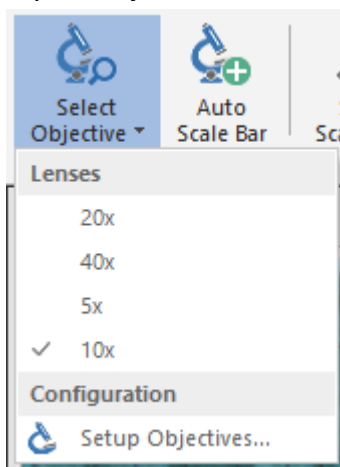 Select
Objective
Auto
Scale Bar
Lenses
20x
40x
5x
10x
Configuration
Setup Objectives...